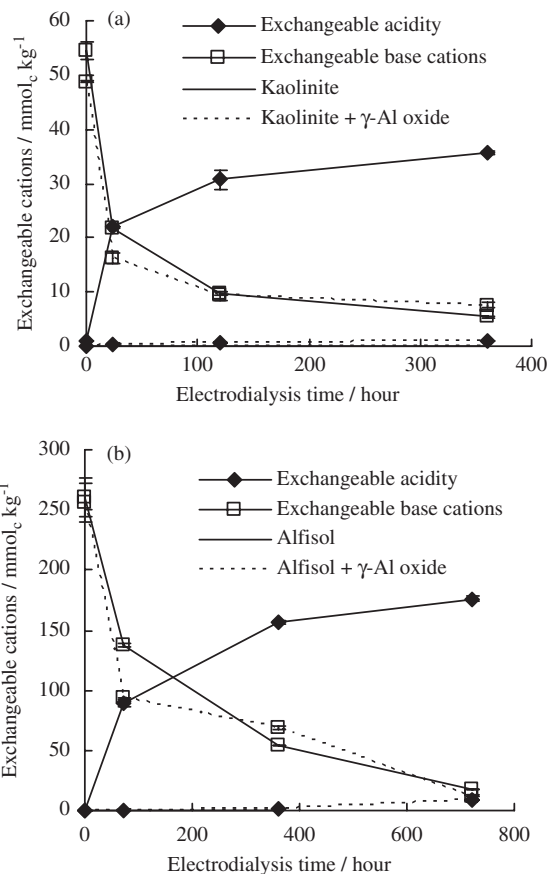 (a)
Exchangeable acidity
Exchangeable base cations
Kaolinite
Kaolinite + γ-Al oxide
Exchangeable cations / mmol_c kg⁻¹
60
50
40
30
20
10
0
0 100 200 300 400
Electrodialysis time / hour
(b)
Exchangeable acidity
Exchangeable base cations
Alfisol
Alfisol + γ-Al oxide
Exchangeable cations / mmol_c kg⁻¹
300
250
200
150
100
50
0
0 200 400 600 800
Electrodialysis time / hour